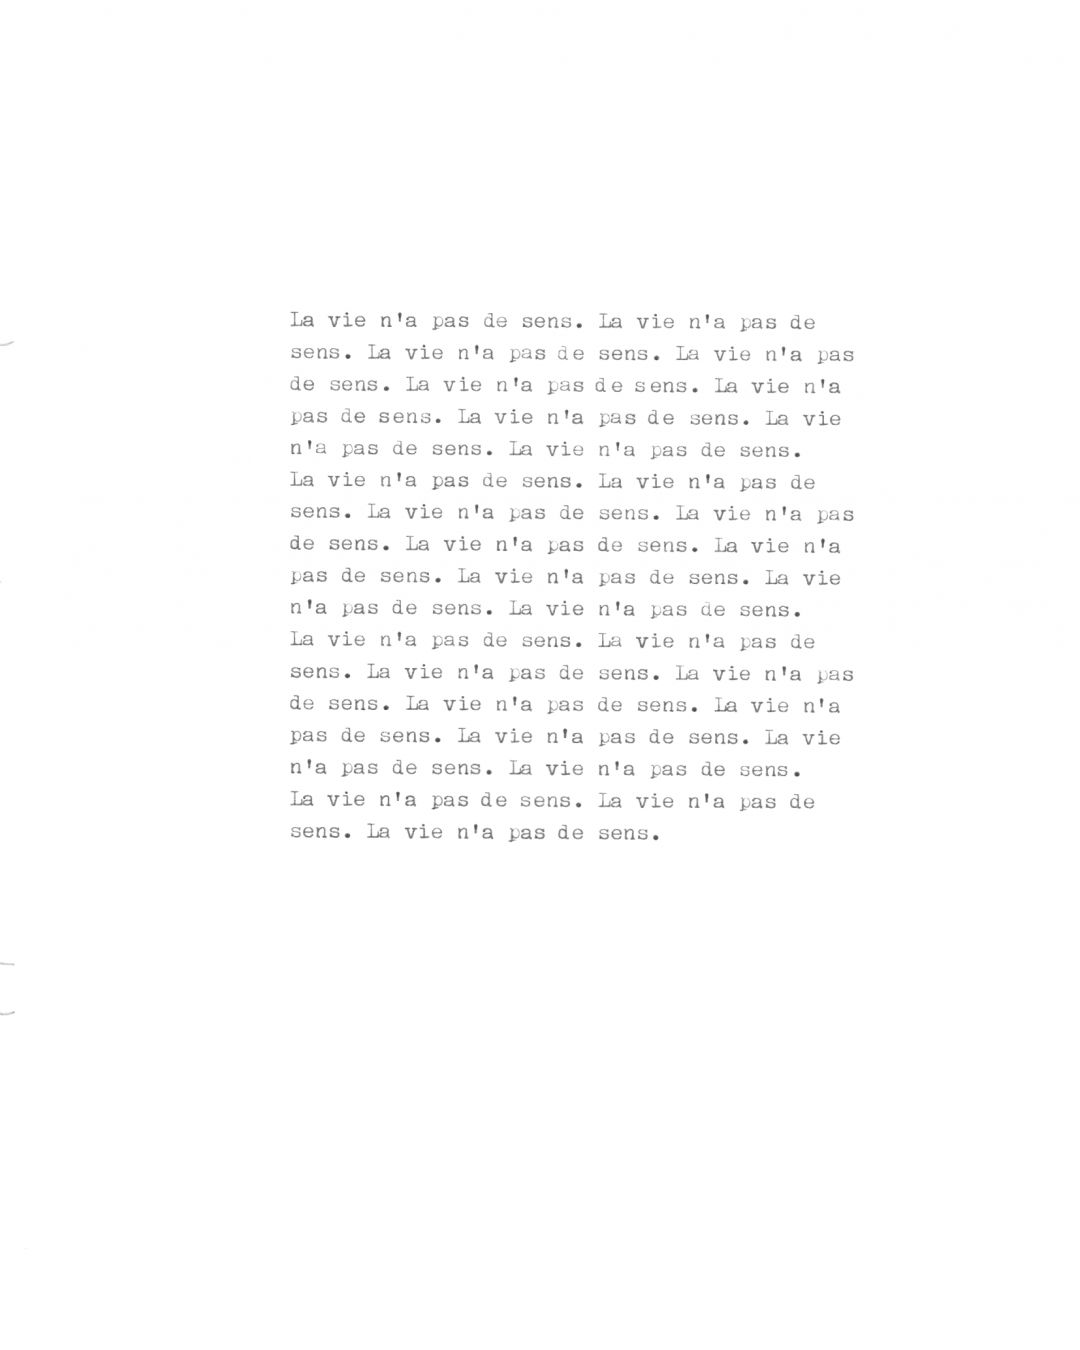 La vie n'a pas de sens. La vie n'a pas de
sens. La vie n'a pas de sens. La vie n'a pas
de sens. La vie n'a pas de sens. La vie n'a
pas de sens. La vie n'a pas de sens. La vie
n'a pas de sens. La vie n'a pas de sens.
La vie n'a pas de sens. La vie n'a pas de
sens. La vie n'a pas de sens. La vie n'a pas
de sens. La vie n'a pas de sens. La vie n'a
pas de sens. La vie n'a pas de sens. La vie
n'a pas de sens. La vie n'a pas de sens.
La vie n'a pas de sens. La vie n'a pas de
sens. La vie n'a pas de sens. La vie n'a pas
de sens. La vie n'a pas de sens. La vie n'a
pas de sens. La vie n'a pas de sens. La vie
n'a pas de sens. La vie n'a pas de sens.
La vie n'a pas de sens. La vie n'a pas de
sens. La vie n'a pas de sens.